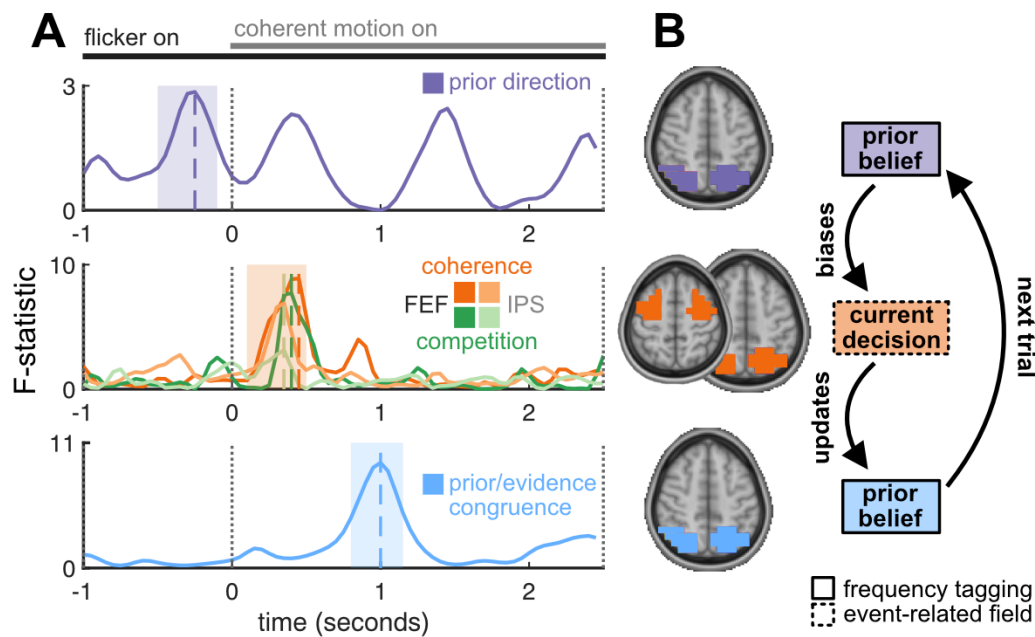 A
flicker on
coherent motion on
prior direction
3
0
-1
0
1
2
F-statistic
10
0
coherence
FEF
IPS
competition
-1
0
1
2
11
0
prior/evidence
congruence
-1
0
1
2
time (seconds)
B
prior
belief
biases
current
decision
updates
prior
belief
next trial
frequency tagging
event-related field